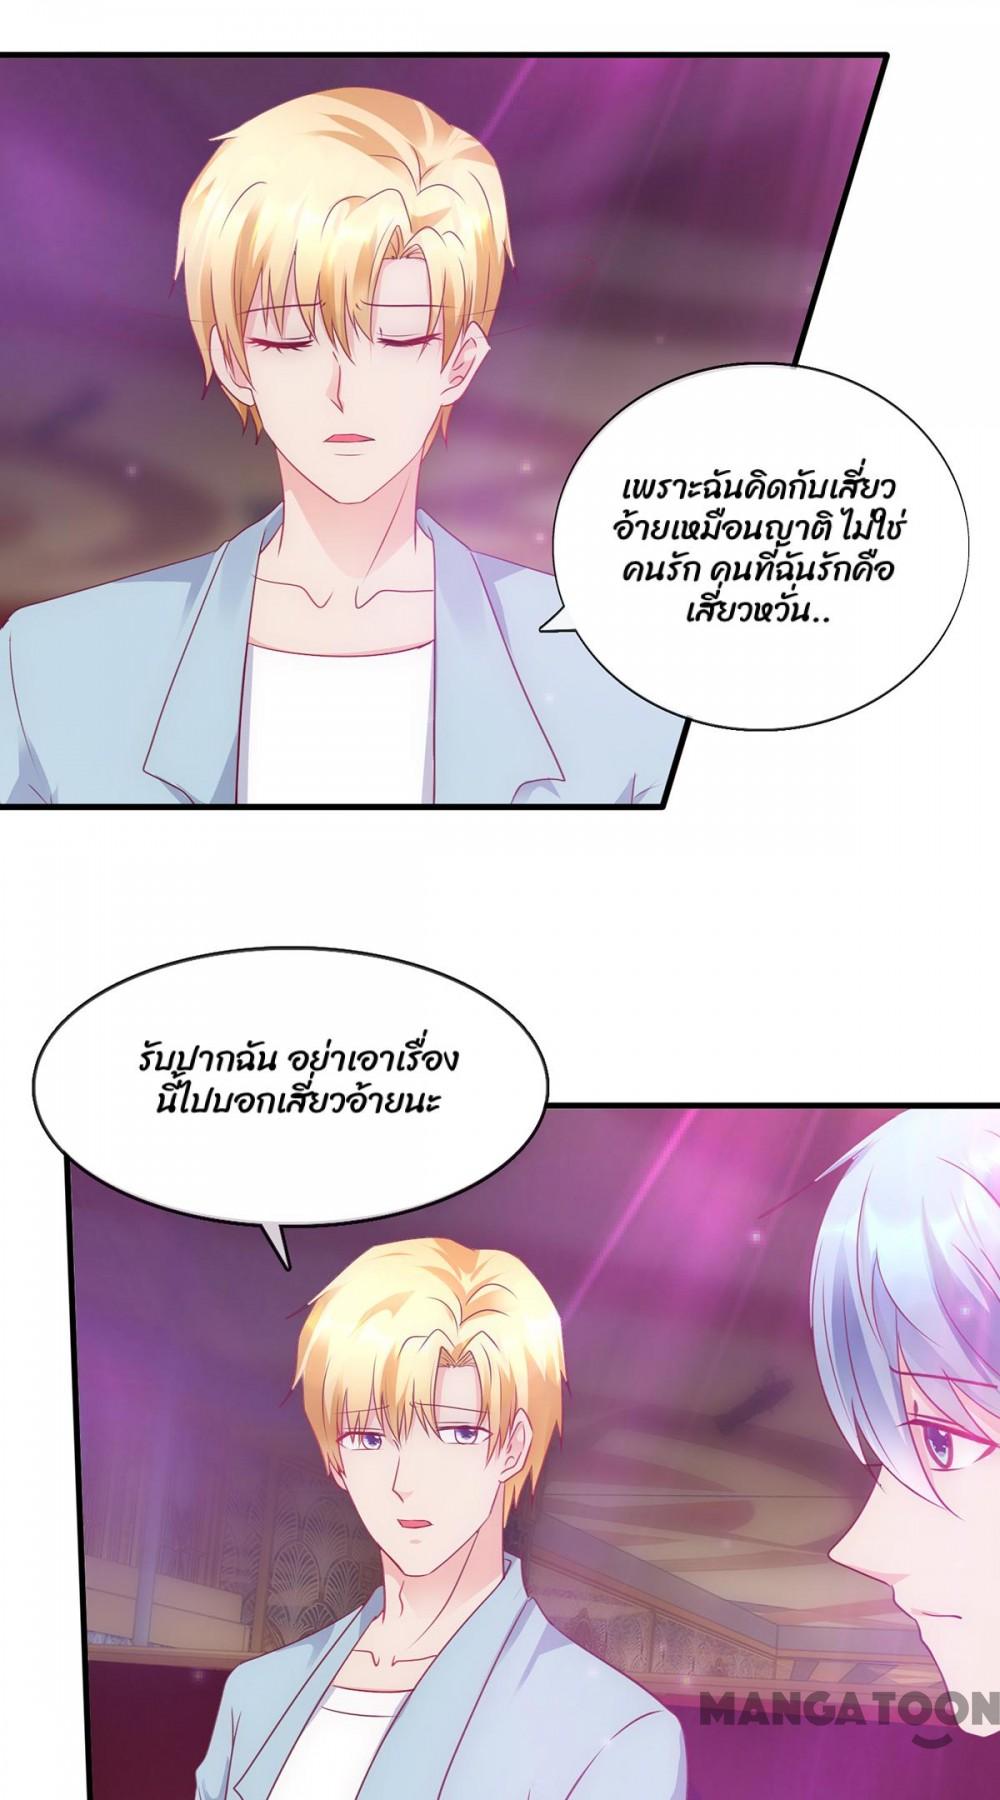 เพราะฉันคิดกับเสี่ยว
อ้ายเหมือนญาติ ไม่ใช่
คนรัก คนที่ฉันรักคือ
เสี่ยวหวั่น..
รับปากฉัน อย่าเอาเรื่อง
นี้ไปบอกเสี่ยวอ้ายนะ
MANGATOON